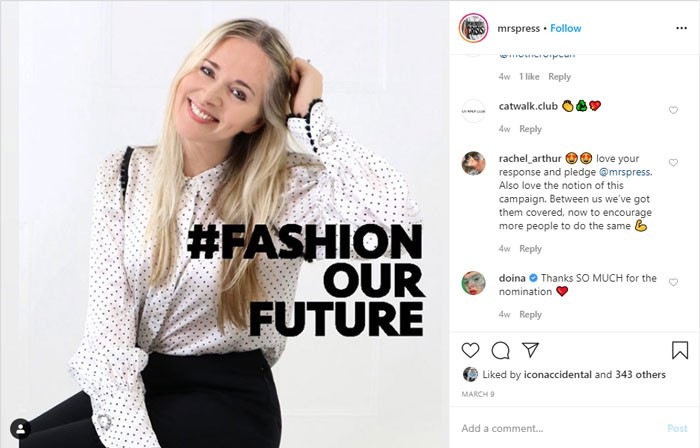 #FASHION
OUR
FUTURE
mrspress • Follow
4w 1 like Reply
catwalk.club 👏♻️💖
4w Reply
rachel_arthur 😍😍 love your
response and pledge @mrspress.
Also love the notion of this
campaign. Between us we've got
them covered, now to encourage
more people to do the same 💪
4w Reply
doina Thanks SO MUCH for the
nomination ❤️
4w Reply
Liked by iconaccidental and 343 others
MARCH 9
Add a comment...
Post